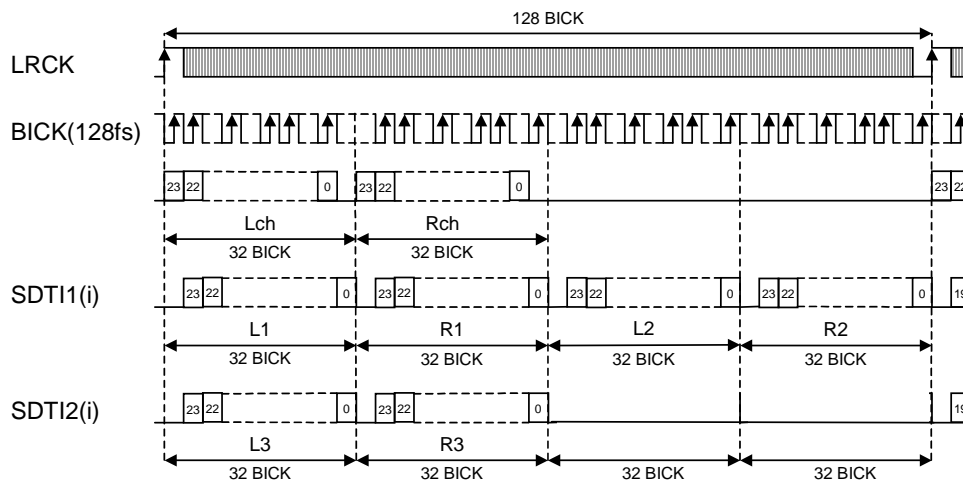 128 BICK
LRCK
BICK(128fs)
23 22 0 23 22 0 23 22
Lch Rch
32 BICK 32 BICK
SDTI1(i)
23 22 0 23 22 0 23 22 0 23 22 0 19
L1 R1 L2 R2
32 BICK 32 BICK 32 BICK 32 BICK
SDTI2(i)
23 22 0 23 22 0 19
L3 R3
32 BICK 32 BICK 32 BICK 32 BICK